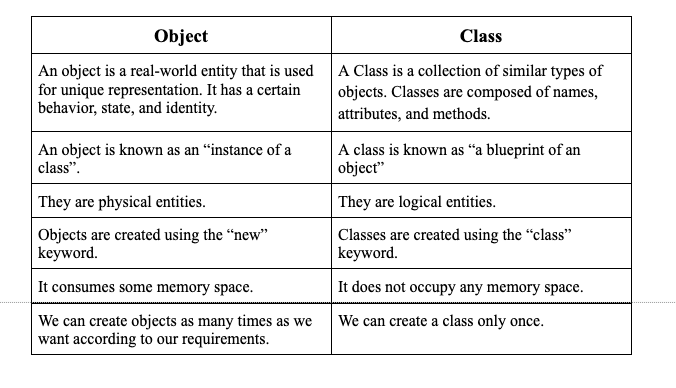 Object
Class
An object is a real-world entity that is used
for unique representation. It has a certain
behavior, state, and identity.
A Class is a collection of similar types of
objects. Classes are composed of names,
attributes, and methods.
An object is known as an “instance of a
class”.
A class is known as “a blueprint of an
object”
They are physical entities.
They are logical entities.
Objects are created using the “new”
keyword.
Classes are created using the “class”
keyword.
It consumes some memory space.
It does not occupy any memory space.
We can create objects as many times as we
want according to our requirements.
We can create a class only once.